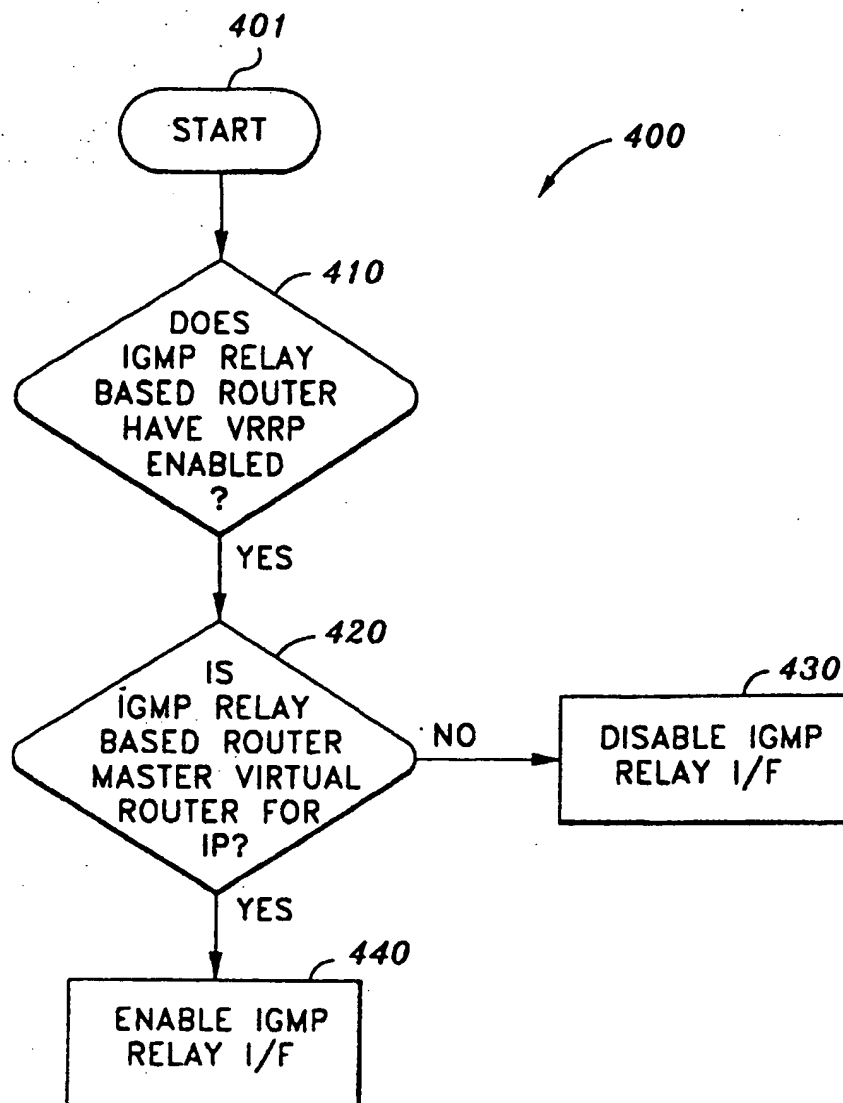 401
START
400
410
DOES
IGMP RELAY
BASED ROUTER
HAVE VRRP
ENABLED
?
YES
420
IS
IGMP RELAY
BASED ROUTER
MASTER VIRTUAL
ROUTER FOR
IP?
NO
430
DISABLE IGMP
RELAY I/F
YES
440
ENABLE IGMP
RELAY I/F